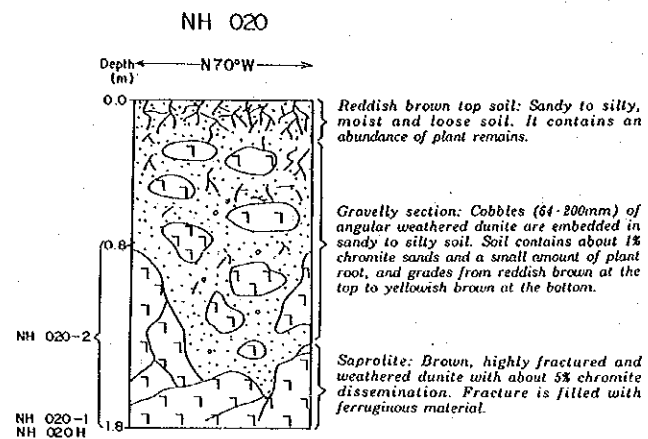 NH 020
Depth
(m)
N70°W
0.0
Reddish brown top soil: Sandy to silty,
moist and loose soil. It contains an
abundance of plant remains.
Gravelly section: Cobbles (64-200mm) of
angular weathered dunite are embedded in
sandy to silty soil. Soil contains about 1%
chromite sands and a small amount of plant
root, and grades from reddish brown at the
top to yellowish brown at the bottom.
0.8
NH 020-2
Saprolite: Brown, highly fractured and
weathered dunite with about 5% chromite
dissemination. Fracture is filled with
ferruginous material.
NH 020-1
NH 020H
1.8